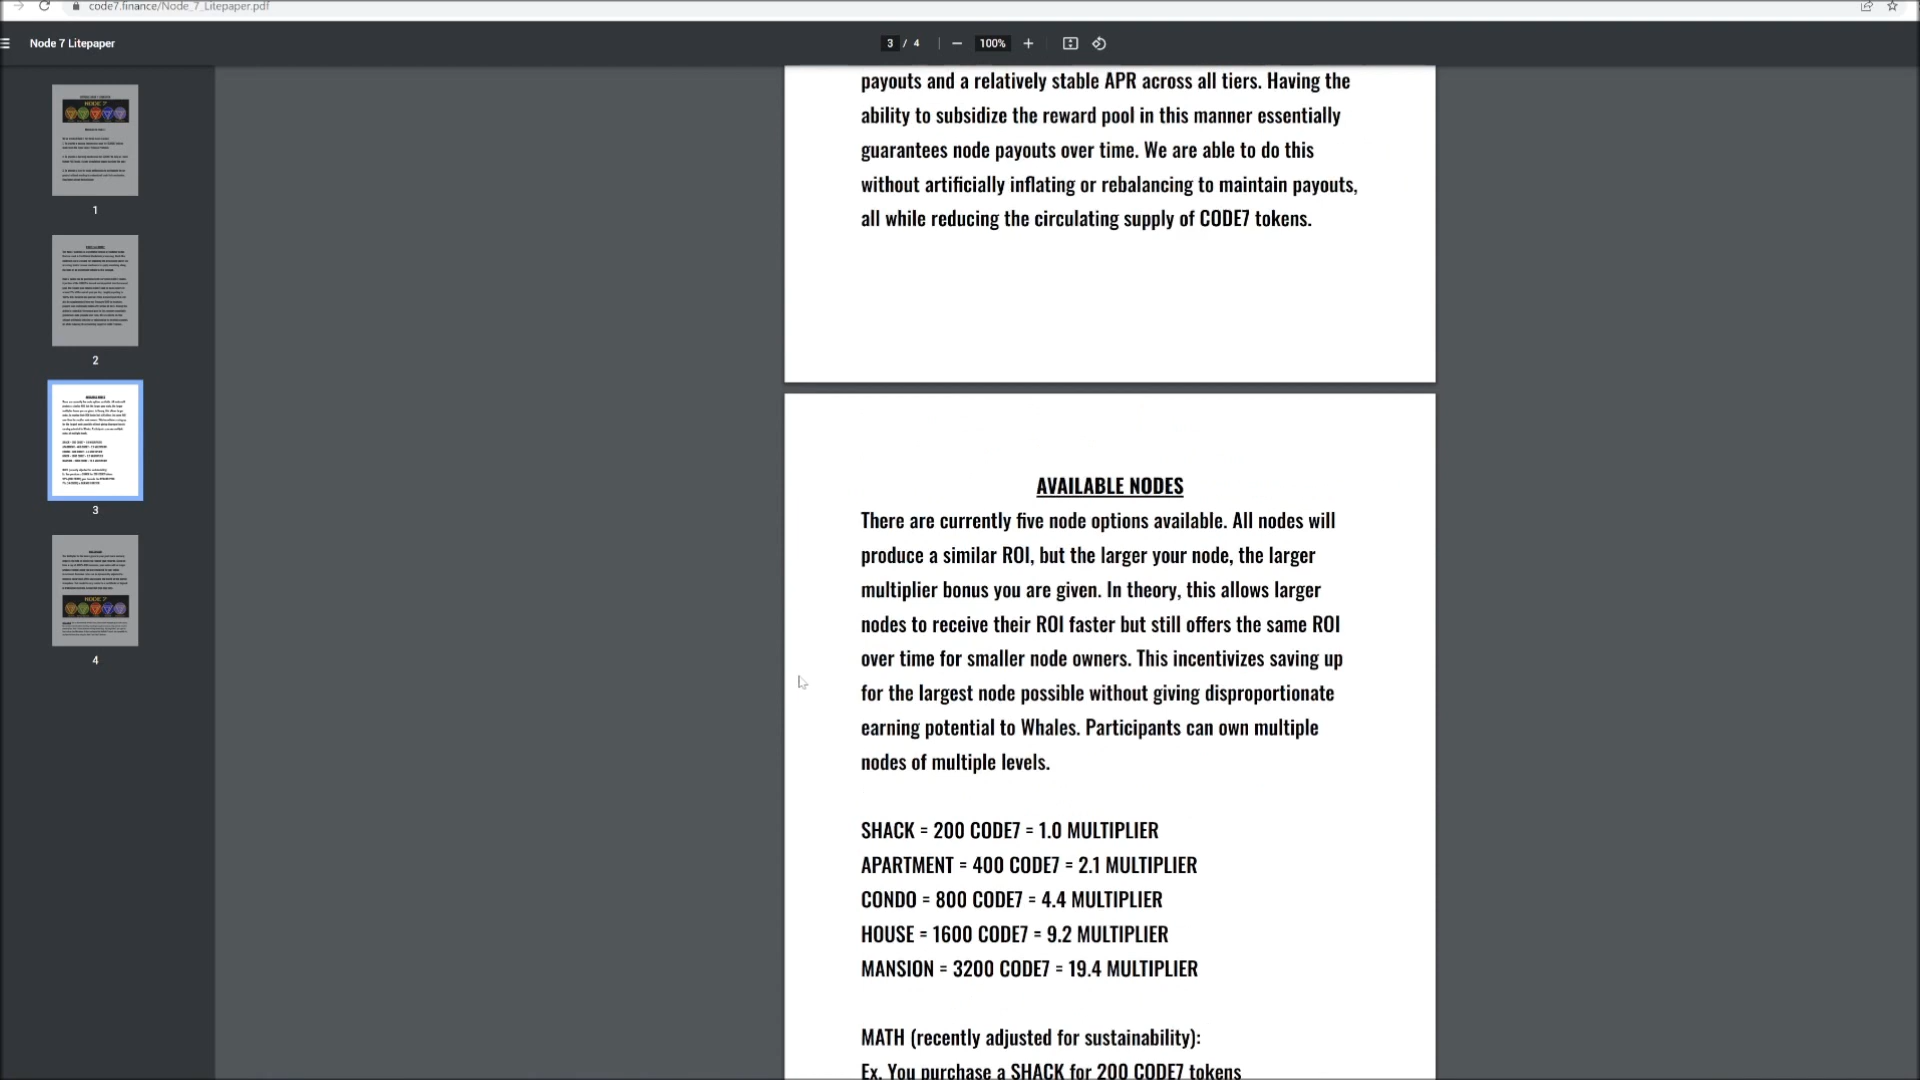 code7.finance/Node_7_Litepaper.pdf
Node 7 Litepaper
3 / 4
100%
1
2
3
4
payouts and a relatively stable APR across all tiers. Having the
ability to subsidize the reward pool in this manner essentially
guarantees node payouts over time. We are able to do this
without artificially inflating or rebalancing to maintain payouts,
all while reducing the circulating supply of CODE7 tokens.
AVAILABLE NODES
There are currently five node options available. All nodes will
produce a similar ROI, but the larger your node, the larger
multiplier bonus you are given. In theory, this allows larger
nodes to receive their ROI faster but still offers the same ROI
over time for smaller node owners. This incentivizes saving up
for the largest node possible without giving disproportionate
earning potential to Whales. Participants can own multiple
nodes of multiple levels.
SHACK = 200 CODE7 = 1.0 MULTIPLIER
APARTMENT = 400 CODE7 = 2.1 MULTIPLIER
CONDO = 800 CODE7 = 4.4 MULTIPLIER
HOUSE = 1600 CODE7 = 9.2 MULTIPLIER
MANSION = 3200 CODE7 = 19.4 MULTIPLIER
MATH (recently adjusted for sustainability):
Ex. You purchase a SHACK for 200 CODE7 tokens